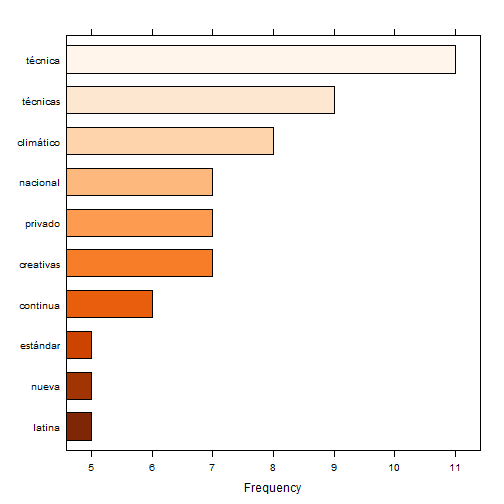 técnica
técnicas
climático
nacional
privado
creativas
continua
estándar
nueva
latina
5 6 7 8 9 10 11
Frequency